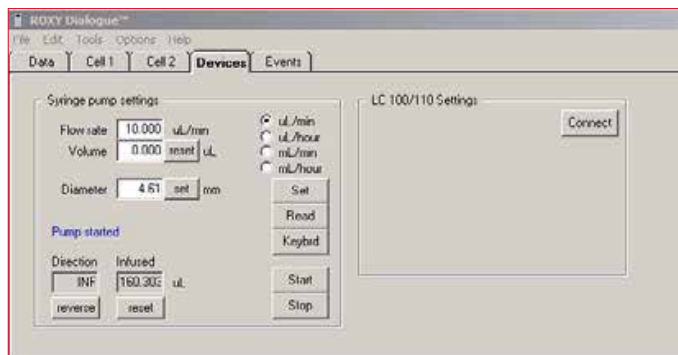 ROXY Dialogue™
File Edit Tools Options Help
Data Cell 1 Cell 2 Devices Events
Syringe pump settings
Flow rate 10.000 uL/min
Volume 0.000 reset uL
Diameter 4.61 set mm
Pump started
Direction Infused
INF 160.303 uL
reverse reset
uL/min
uL/hour
mL/min
mL/hour
Set
Read
Keybrd
Start
Stop
LC 100/110 Settings
Connect